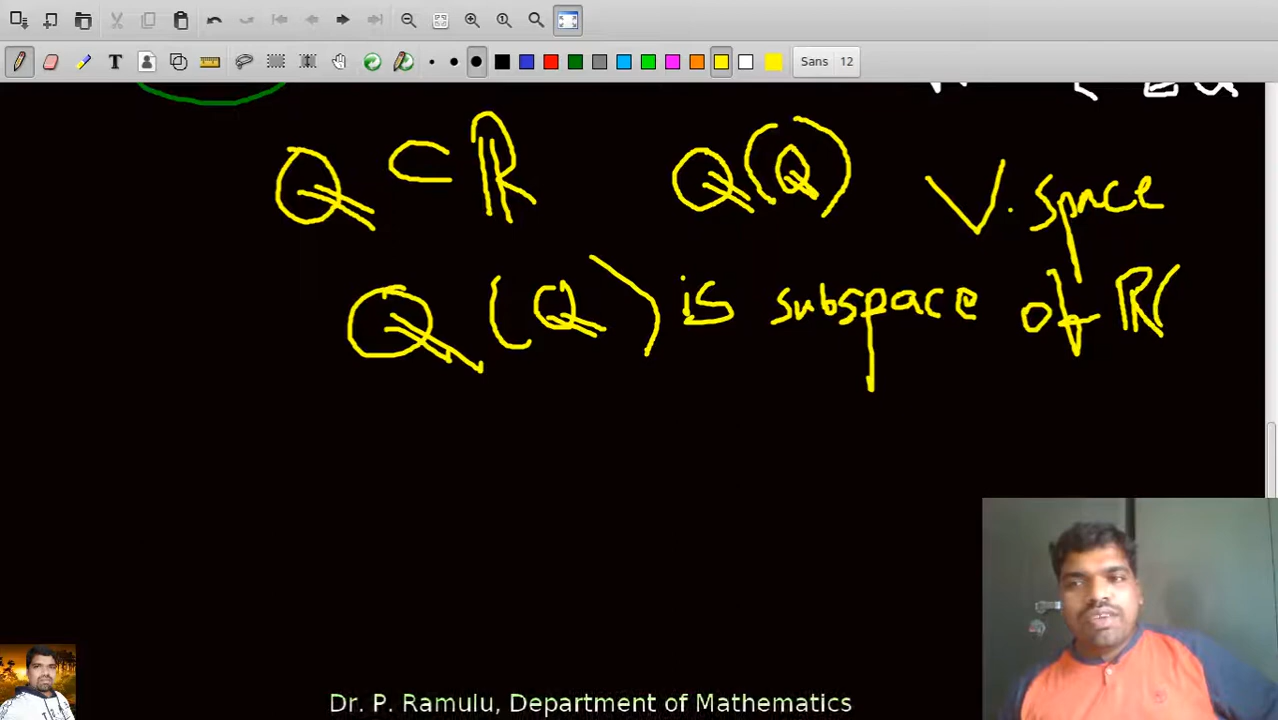 T
Sans 12
Q ⊂ ℝ Q(Q) V. space
Q(Q) is subspace of ℝ(
Dr. P. Ramulu, Department of Mathematics